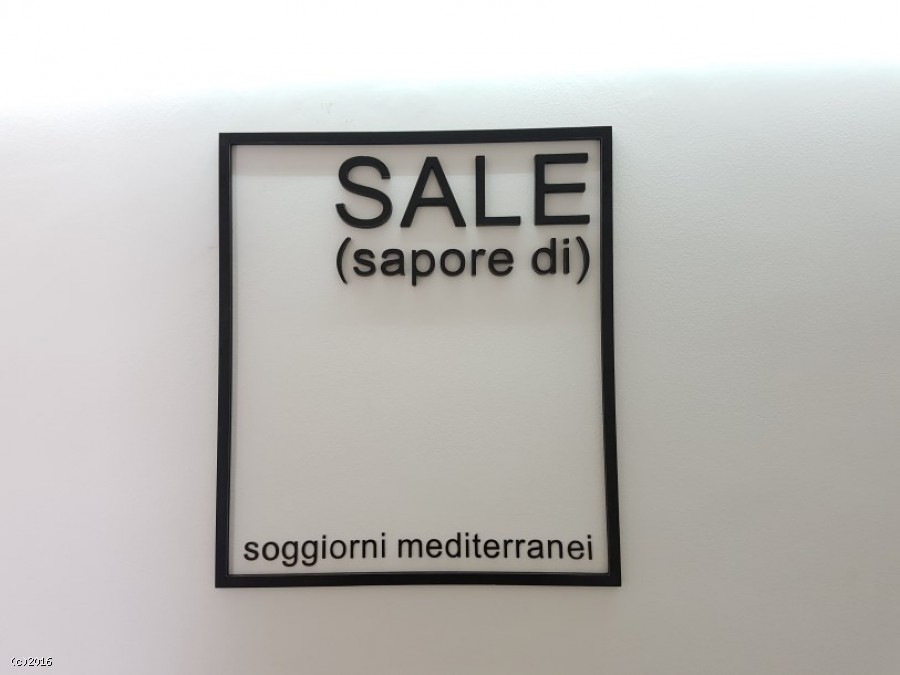 SALE
(sapore di)
soggiorni mediterranei
(c)2016